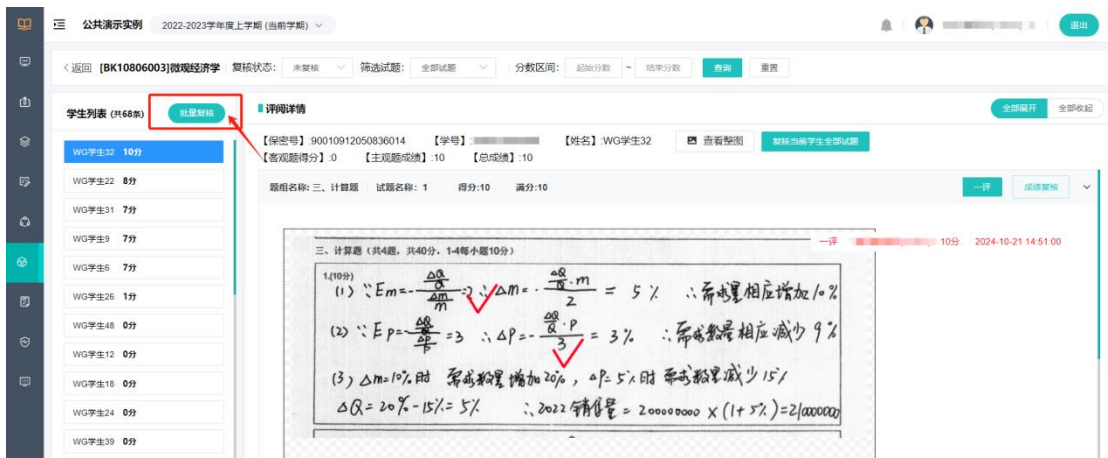 公共演示实例 2022-2023学年度上学期 (当前学期) 退出
<返回 [BK10806003]微观经济学 复核状态: 未复核 筛选试题: 全部试题 分数区间: 起始分数 ~ 结束分数 查询 重置
学生列表 (共68条) 批量复核
评阅详情 全部展开 全部收起
【保密号】:90010912050836014 【学号】: 【姓名】:WG学生32 查看整图 复核当前学生全部试题
【客观题得分】:0 【主观题成绩】:10 【总成绩】:10
WG学生32 10分
WG学生22 8分
WG学生31 7分
WG学生9 7分
WG学生6 7分
WG学生26 1分
WG学生48 0分
WG学生12 0分
WG学生18 0分
WG学生24 0分
WG学生39 0分
题组名称: 三、计算题 试题名称: 1 得分:10 满分:10 一评 成绩复核
一评 10分 2024-10-21 14:51:00
三、计算题(共4题,共40分,1-4每小题10分)
1.(10分)
(1) ∵Em=-(ΔQ/Q)/(Δm/m)=2 ∴Δm=-(ΔQ/Q·m)/2 = 5% ∴需求量相应增加10%
(2) ∵Ep=-(ΔQ/Q)/(ΔP/P)=3 ∴ΔP=-(ΔQ/Q·P)/3 = 3% ∴需求数量相应减少9%
(3) Δm=10%时 需求数量增加20%, ΔP=5%时 需求数量减少15%
ΔQ=20%-15%=5% ∴2022销售量=20000000×(1+5%)=21000000